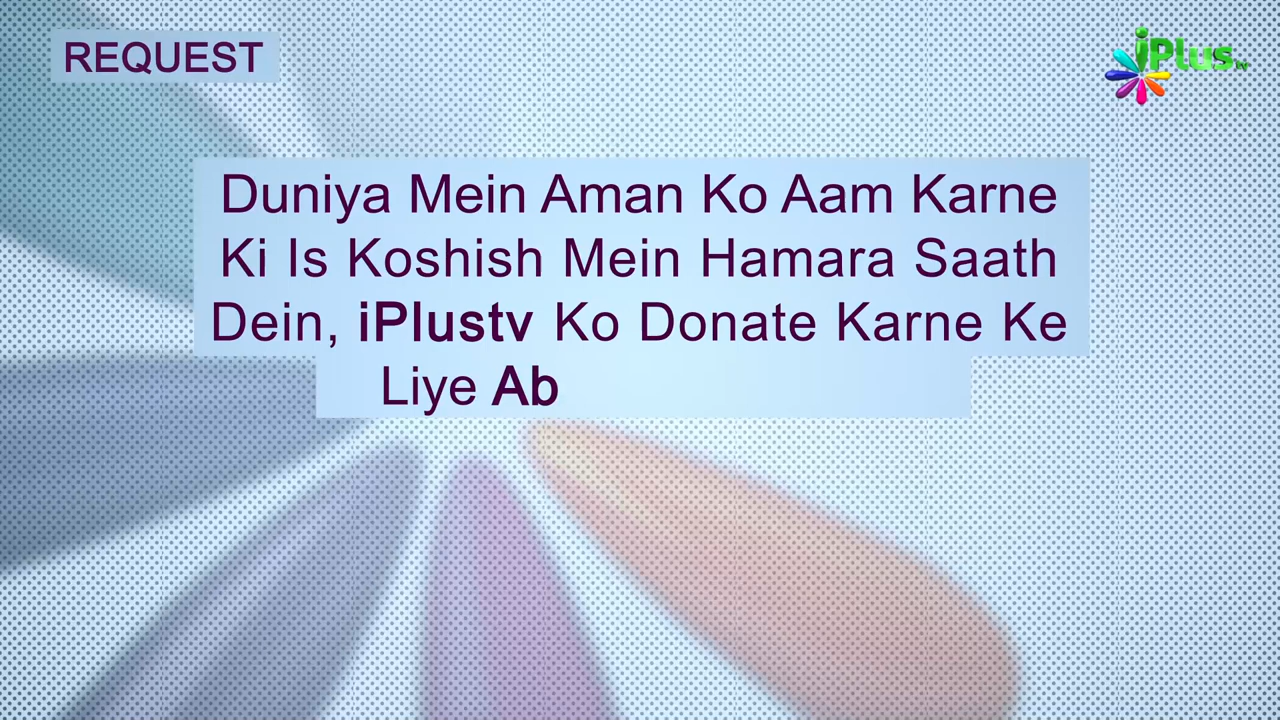 REQUEST
iPlus tv
Duniya Mein Aman Ko Aam Karne
Ki Is Koshish Mein Hamara Saath
Dein, iPlustv Ko Donate Karne Ke
Liye Ab